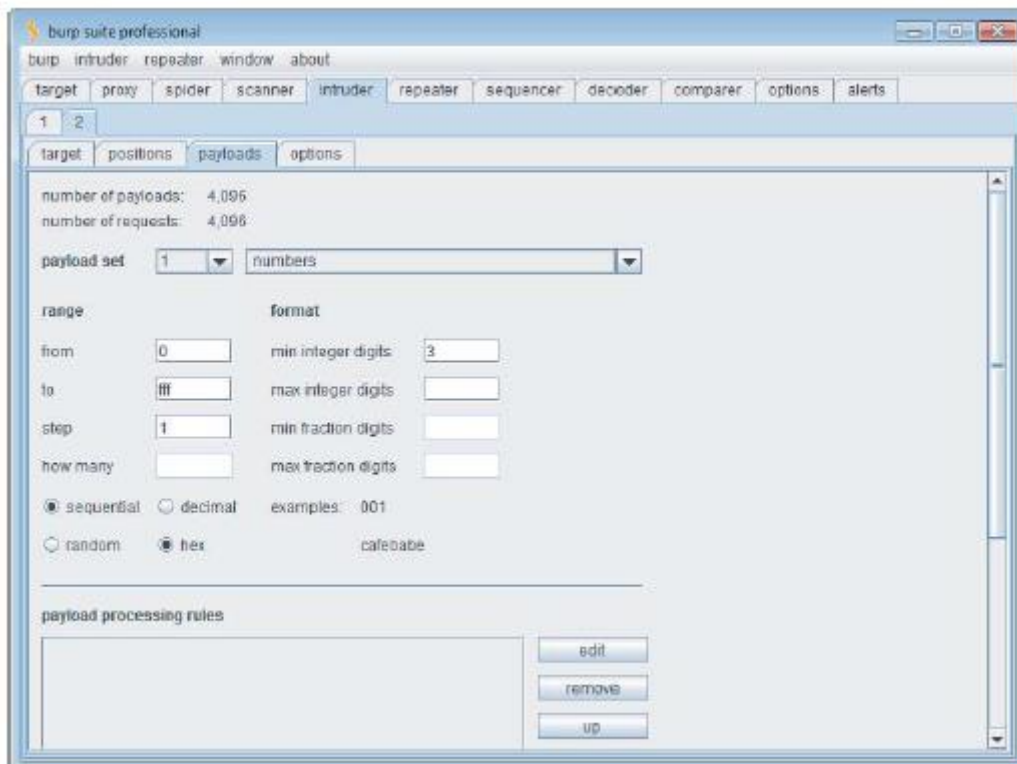 burp suite professional
burp intruder repeater window about
target proxy spider scanner intruder repeater sequencer decoder comparer options alerts
1 2
target positions payloads options
number of payloads: 4,096
number of requests: 4,096
payload set 1 numbers
range format
from 0 min integer digits 3
to fff max integer digits
step 1 min fraction digits
how many max fraction digits
sequential decimal examples: 001
random hex cafebabe
payload processing rules
edit
remove
up